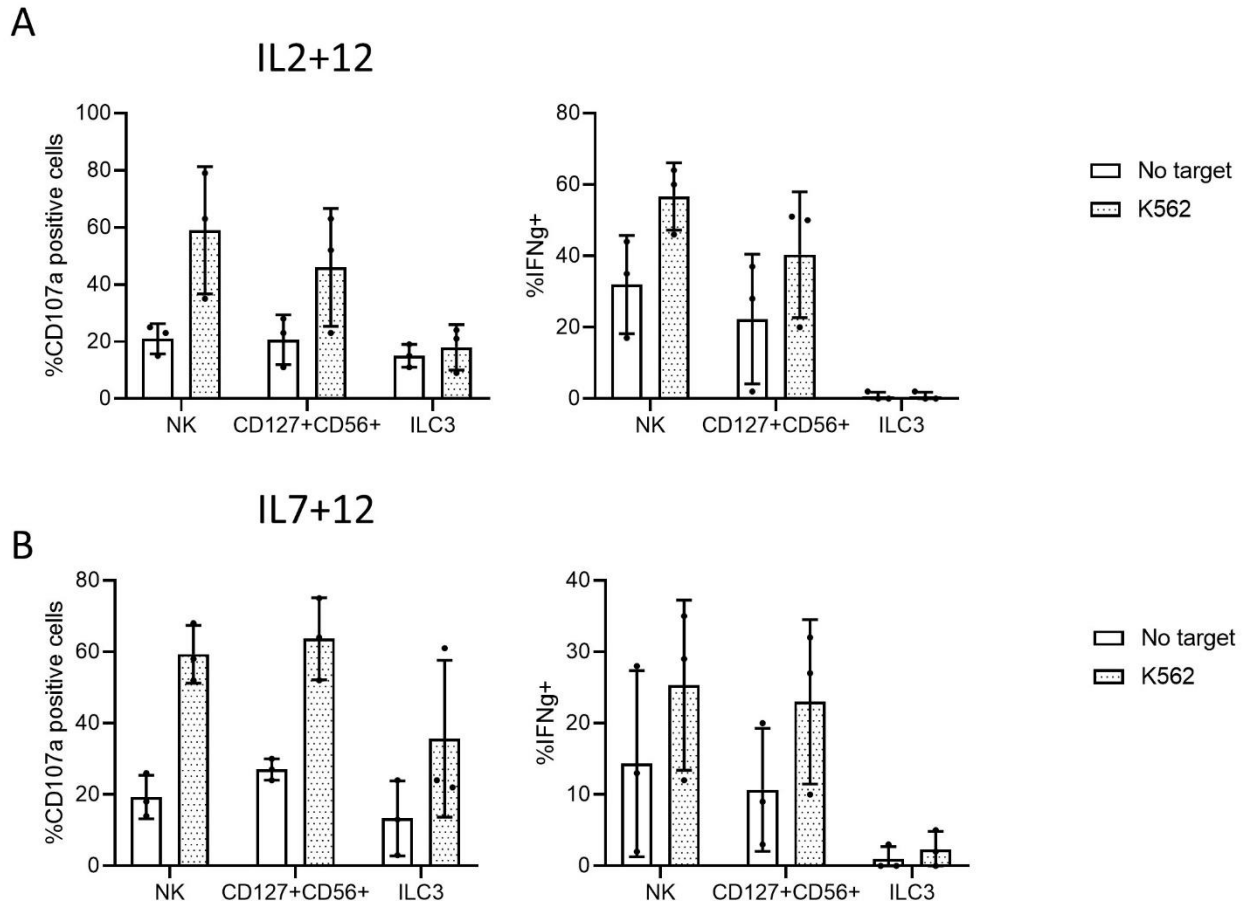 A
IL2+12
%CD107a positive cells
100
80
60
40
20
0
NK CD127+CD56+ ILC3
%IFNg+
80
60
40
20
0
NK CD127+CD56+ ILC3
No target
K562
B
IL7+12
%CD107a positive cells
80
60
40
20
0
NK CD127+CD56+ ILC3
%IFNg+
40
30
20
10
0
NK CD127+CD56+ ILC3
No target
K562